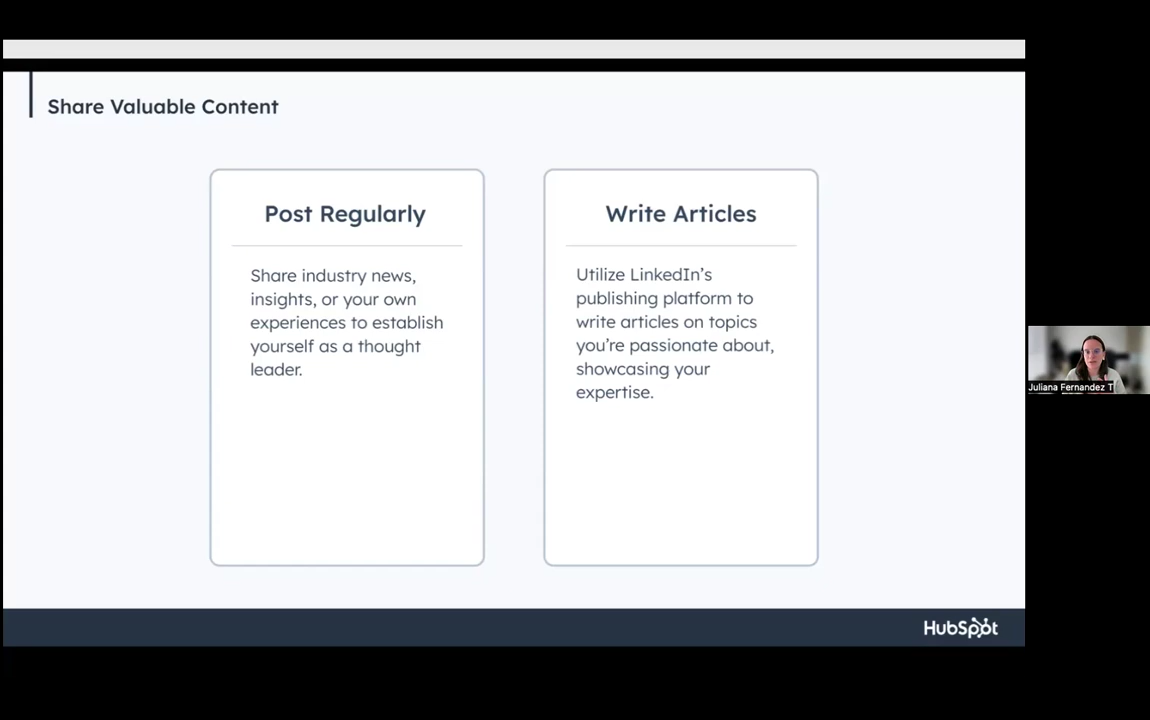 Share Valuable Content
Post Regularly
Share industry news,
insights, or your own
experiences to establish
yourself as a thought
leader.
Write Articles
Utilize LinkedIn’s
publishing platform to
write articles on topics
you’re passionate about,
showcasing your
expertise.
Juliana Fernandez T
HubSpot